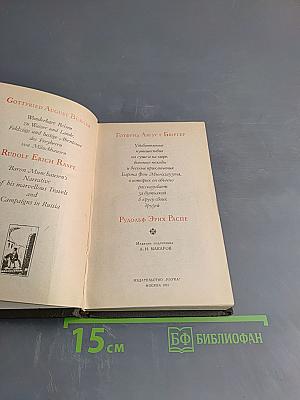 GOTTFRIED AUGUST BÜRGER
Wunderbare Reisen
zu Wasser und Lande,
Feldzüge und lustige Abenteuer
des Freyherrn
von Münchhausen
RUDOLF ERICH RASPE
Baron Munchausen's
Narrative
of his marvellous Travels
and
Campaigns in Russia
ГОТФРИД АВГУСТ БЮРГЕР
Удивительные
путешествия
на суше и на море,
военные походы
и веселые приключения
Барона фон Мюнхгаузена,
о которых он обычно
рассказывает
за бутылкой
в кругу своих
друзей
РУДОЛЬФ ЭРИХ РАСПЕ
Издание подготовил
А. Н. МАКАРОВ
ИЗДАТЕЛЬСТВО «НАУКА»
МОСКВА
15 см
БФ БИБЛИОФАН